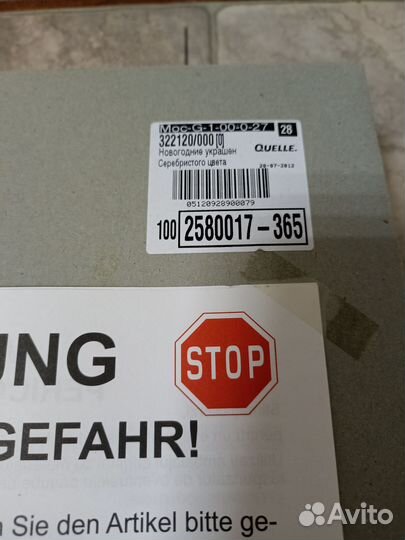 Moc-G-1-00-0-27 28
322120/000 [0]
Новогодние украшен QUELLE.
Серебристого цвета 20-07-2012
05120928900079
100 2580017-365
UNG
STOP
GEFAHR!
Sie den Artikel bitte ge-
Avito